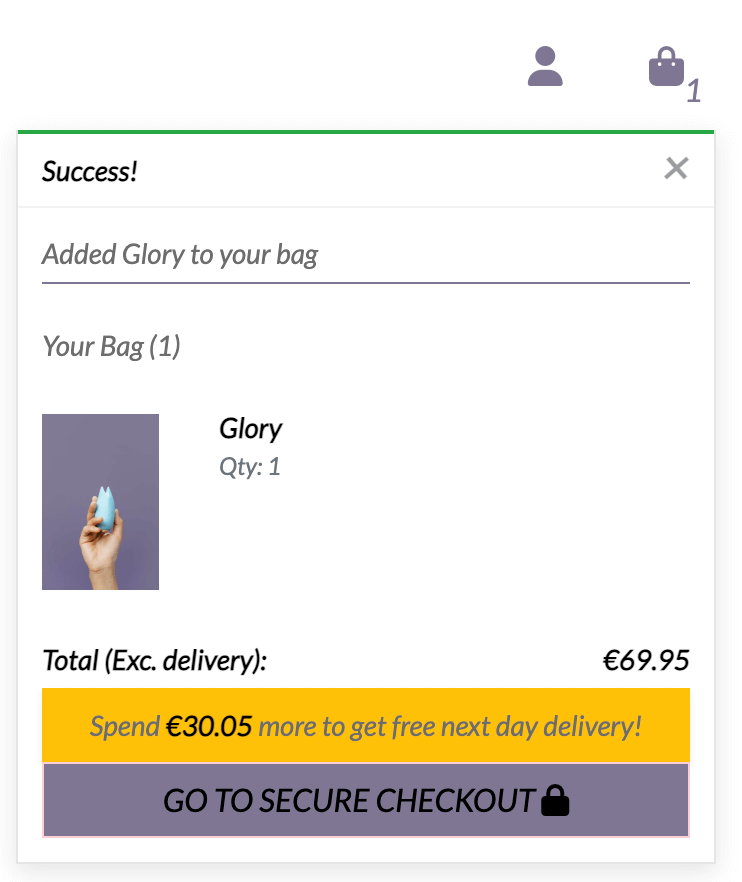 1
Success!
Added Glory to your bag
Your Bag (1)
Glory
Qty: 1
Total (Exc. delivery): €69.95
Spend €30.05 more to get free next day delivery!
GO TO SECURE CHECKOUT